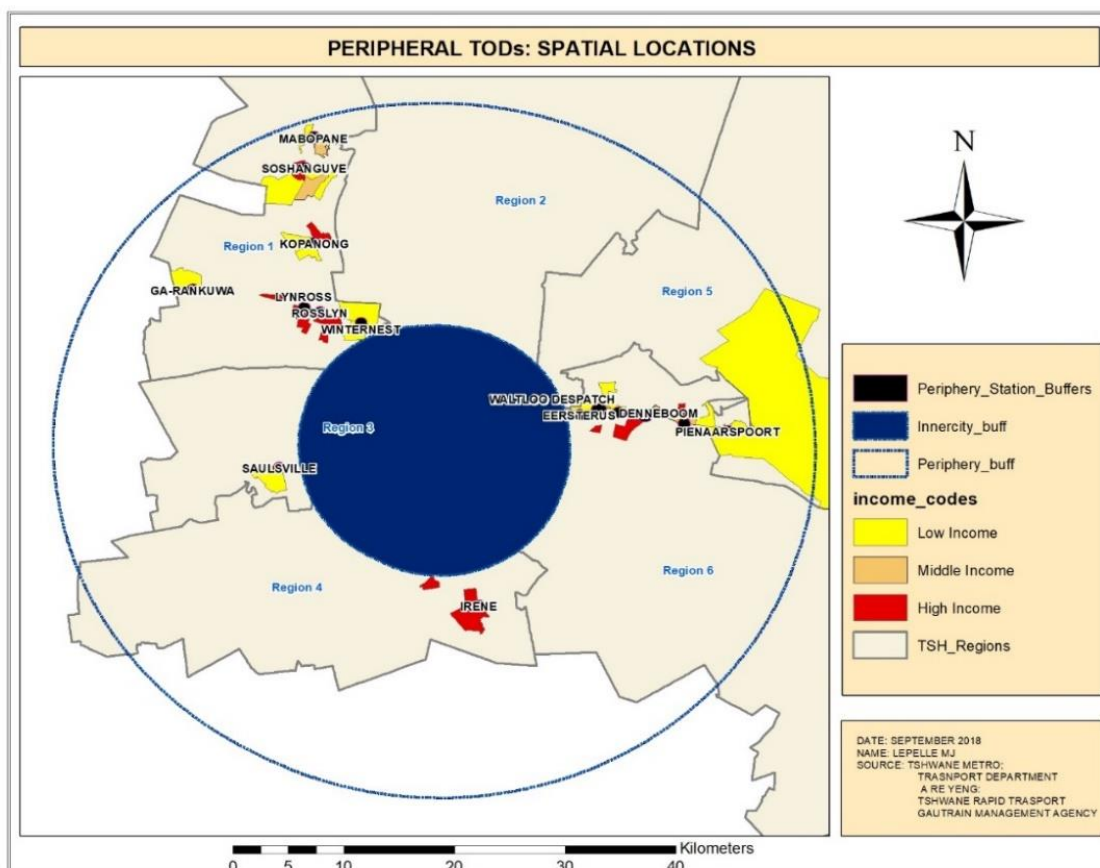 PERIPHERAL TODs: SPATIAL LOCATIONS
MABOPANE
SOSHANGUVE
Region 2
Region 1
KOPANONG
N
GA-RANKUWA
Region 5
LYNROSS
ROSSLYN
WINTERNEST
WALTLOO DESPATCH
EERSTERUS
DENNEBOOM
PIENAARSPOORT
Region 3
SAULSVILLE
Region 4
Region 6
IRENE
Periphery_Station_Buffers
Innercity_buff
Periphery_buff
income_codes
Low Income
Middle Income
High Income
TSH_Regions
DATE: SEPTEMBER 2018
NAME: LEPELLE MJ
SOURCE: TSHWANE METRO;
TRASNPORT DEPARTMENT
A RE YENG:
TSHWANE RAPID TRASPORT
GAUTRAIN MANAGEMENT AGENCY
Kilometers
0 5 10 20 30 40